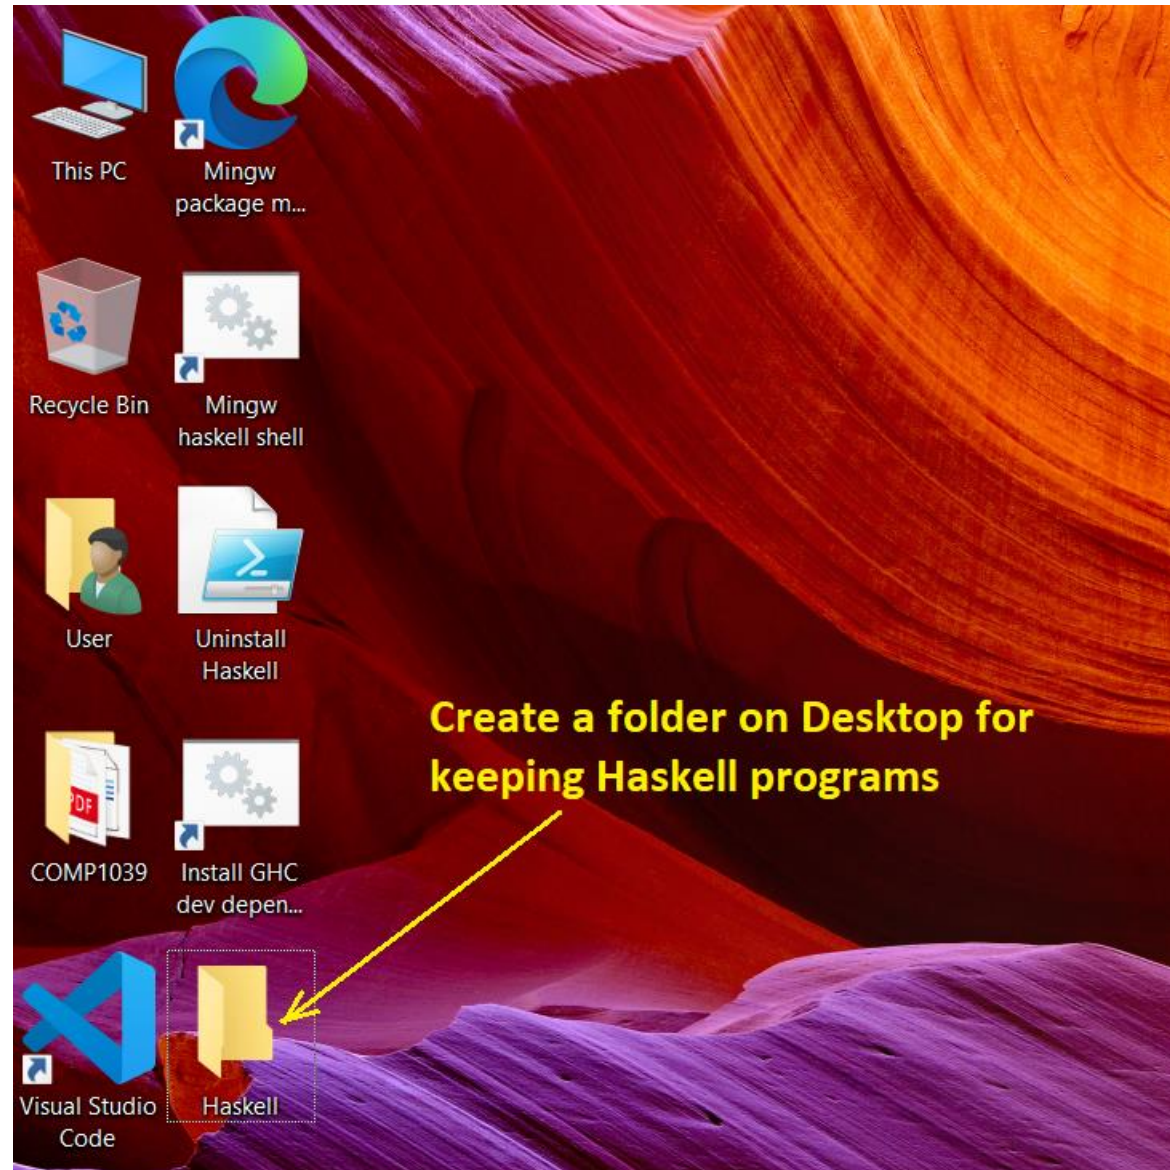 This PC
Mingw
package m...
Recycle Bin
Mingw
haskell shell
User
Uninstall
Haskell
Create a folder on Desktop for
keeping Haskell programs
PDF
COMP1039
Install GHC
dev depen...
Visual Studio
Code
Haskell